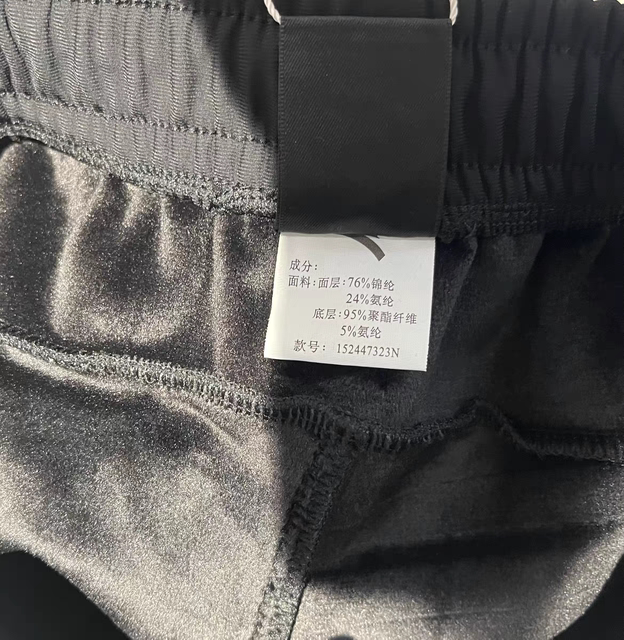 成分：
面料：面层：76%锦纶
24%氨纶
底层：95%聚酯纤维
5%氨纶
款号： 152447323N